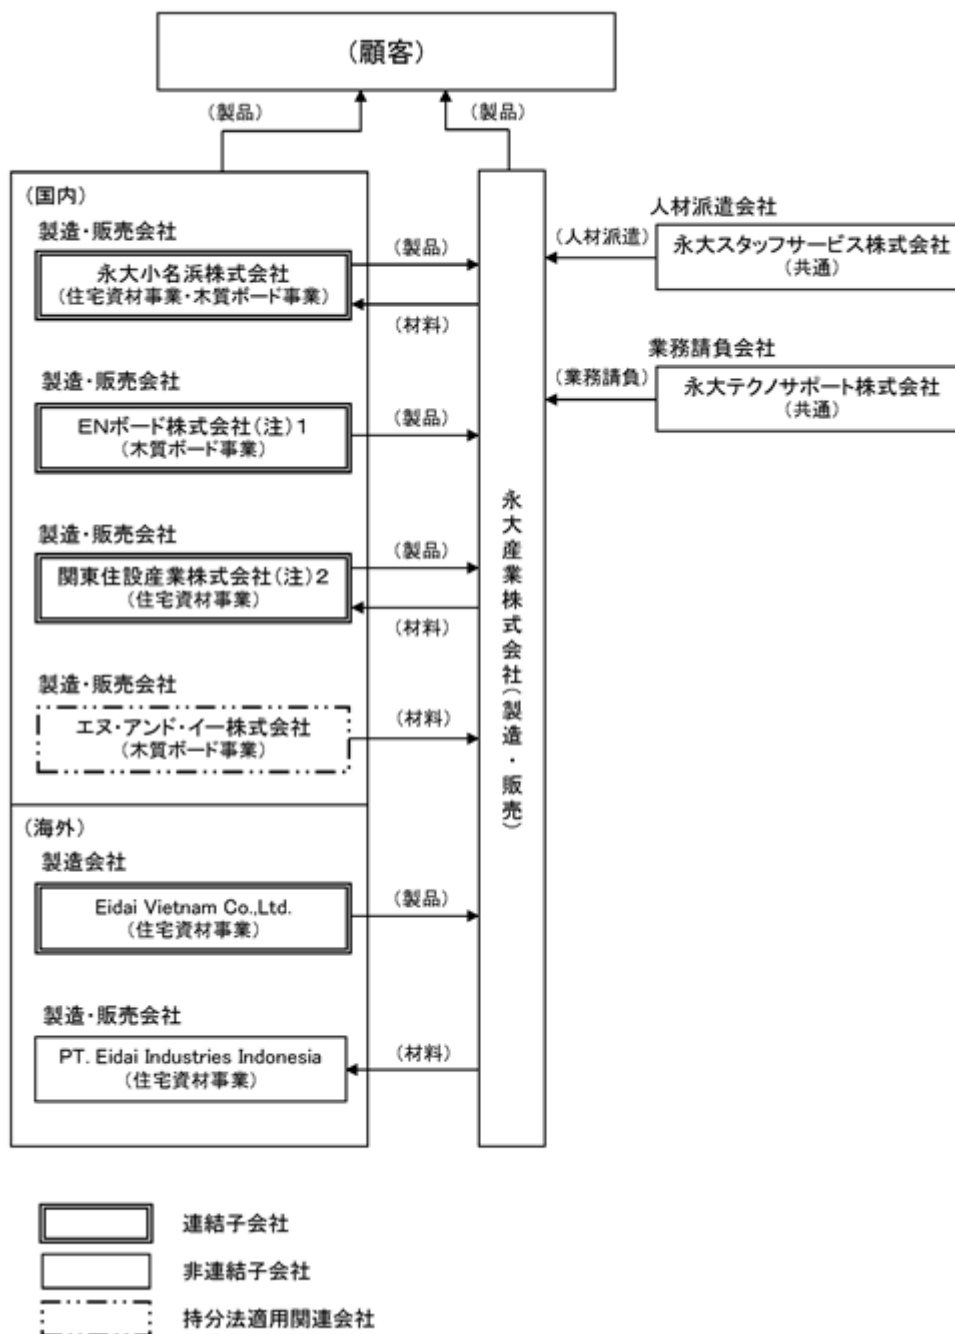 (顧客)
(製品)
(製品)
(国内)
製造・販売会社
永大小名浜株式会社
(住宅資材事業・木質ボード事業)
(製品)
(材料)
人材派遣会社
(人材派遣)
永大スタッフサービス株式会社
(共通)
業務請負会社
(業務請負)
永大テクノサポート株式会社
(共通)
製造・販売会社
ENボード株式会社(注)1
(木質ボード事業)
(製品)
製造・販売会社
関東住設産業株式会社(注)2
(住宅資材事業)
(製品)
(材料)
製造・販売会社
エヌ・アンド・イー株式会社
(木質ボード事業)
(材料)
永大産業株式会社(製造・販売)
(海外)
製造会社
Eidai Vietnam Co.,Ltd.
(住宅資材事業)
(製品)
製造・販売会社
PT. Eidai Industries Indonesia
(住宅資材事業)
(材料)
連結子会社
非連結子会社
持分法適用関連会社